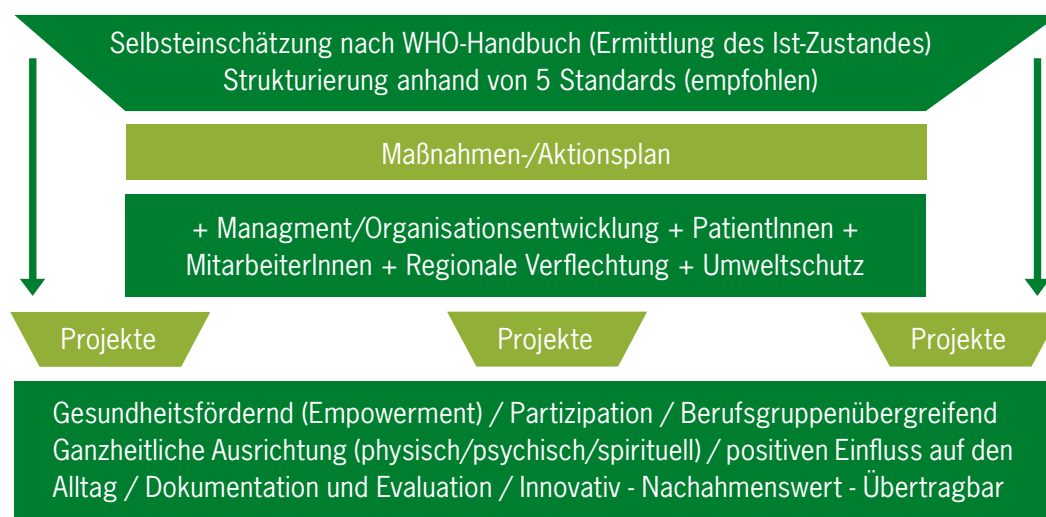 Selbsteinschätzung nach WHO-Handbuch (Ermittlung des Ist-Zustandes)
Strukturierung anhand von 5 Standards (empfohlen)
Maßnahmen-/Aktionsplan
+ Managment/Organisationsentwicklung + PatientInnen +
MitarbeiterInnen + Regionale Verflechtung + Umweltschutz
Projekte
Projekte
Projekte
Gesundheitsfördernd (Empowerment) / Partizipation / Berufsgruppenübergreifend
Ganzheitliche Ausrichtung (physisch/psychisch/spirituell) / positiven Einfluss auf den
Alltag / Dokumentation und Evaluation / Innovativ - Nachahmenswert - Übertragbar